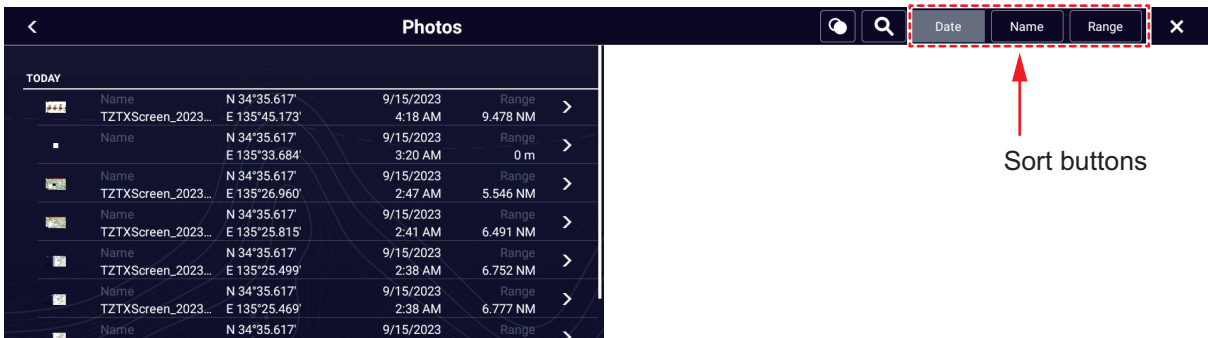 Photos
Date Name Range
Sort buttons
TODAY
Name N 34°35.617' 9/15/2023 Range
TZTXScreen_2023... E 135°45.173' 4:18 AM 9.478 NM
Name N 34°35.617' 9/15/2023 Range
E 135°33.684' 3:20 AM 0 m
Name N 34°35.617' 9/15/2023 Range
TZTXScreen_2023... E 135°26.960' 2:47 AM 5.546 NM
Name N 34°35.617' 9/15/2023 Range
TZTXScreen_2023... E 135°25.815' 2:41 AM 6.491 NM
Name N 34°35.617' 9/15/2023 Range
TZTXScreen_2023... E 135°25.499' 2:38 AM 6.752 NM
Name N 34°35.617' 9/15/2023 Range
TZTXScreen_2023... E 135°25.469' 2:38 AM 6.777 NM
Name N 34°35.617' 9/15/2023 Range